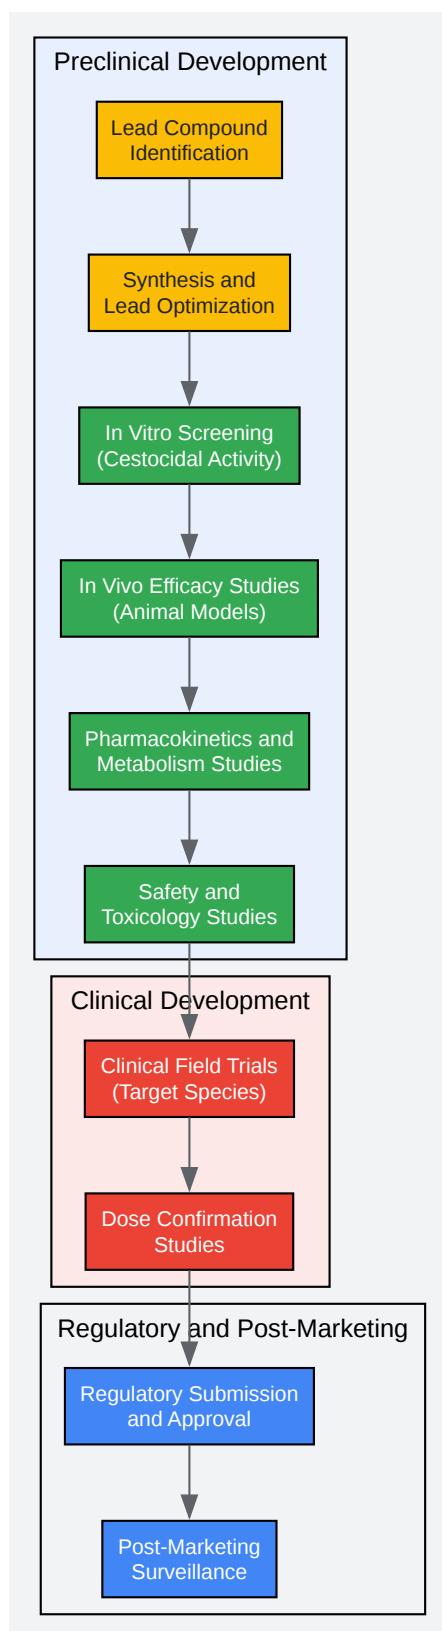 Preclinical Development
Lead Compound
Identification
Synthesis and
Lead Optimization
In Vitro Screening
(Cestocidal Activity)
In Vivo Efficacy Studies
(Animal Models)
Pharmacokinetics and
Metabolism Studies
Safety and
Toxicology Studies
Clinical Development
Clinical Field Trials
(Target Species)
Dose Confirmation
Studies
Regulatory and Post-Marketing
Regulatory Submission
and Approval
Post-Marketing
Surveillance